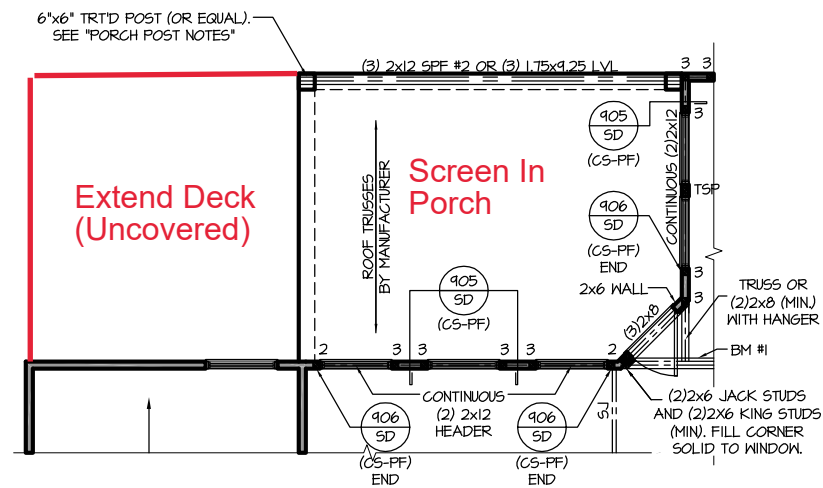 6"x6" TRT'D POST (OR EQUAL).
SEE "PORCH POST NOTES"
(3) 2x12 SPF #2 OR (3) 1.75x9.25 LVL
3 3
905
SD
(CS-PF)
3
CONTINUOUS (2)2x12
TSP
Extend Deck
(Uncovered)
Screen In
Porch
ROOF TRUSSES
BY MANUFACTURER
906
SD
(CS-PF)
END
905
SD
(CS-PF)
2x6 WALL
3
3
(3)2x8
TRUSS OR
(2)2x8 (MIN.)
WITH HANGER
BM #1
2
3 3
3 3
2
CONTINUOUS
(2) 2x12
HEADER
906
SD
(CS-PF)
END
906
SD
(CS-PF)
END
SJ
(2)2x6 JACK STUDS
AND (2)2X6 KING STUDS
(MIN). FILL CORNER
SOLID TO WINDOW.